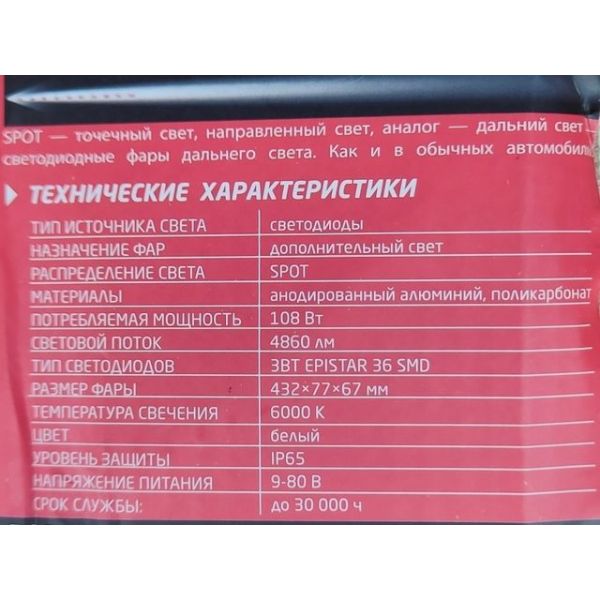 SPOT — точечный свет, направленный свет, аналог — дальний свет
светодиодные фары дальнего света. Как и в обычных автомобиль
ТЕХНИЧЕСКИЕ ХАРАКТЕРИСТИКИ
ТИП ИСТОЧНИКА СВЕТА светодиоды
НАЗНАЧЕНИЕ ФАР дополнительный свет
РАСПРЕДЕЛЕНИЕ СВЕТА SPOT
МАТЕРИАЛЫ анодированный алюминий, поликарбонат
ПОТРЕБЛЯЕМАЯ МОЩНОСТЬ 108 Вт
СВЕТОВОЙ ПОТОК 4860 лм
ТИП СВЕТОДИОДОВ 3ВТ EPISTAR 36 SMD
РАЗМЕР ФАРЫ 432×77×67 мм
ТЕМПЕРАТУРА СВЕЧЕНИЯ 6000 К
ЦВЕТ белый
УРОВЕНЬ ЗАЩИТЫ IP65
НАПРЯЖЕНИЕ ПИТАНИЯ 9-80 В
СРОК СЛУЖБЫ: до 30 000 ч